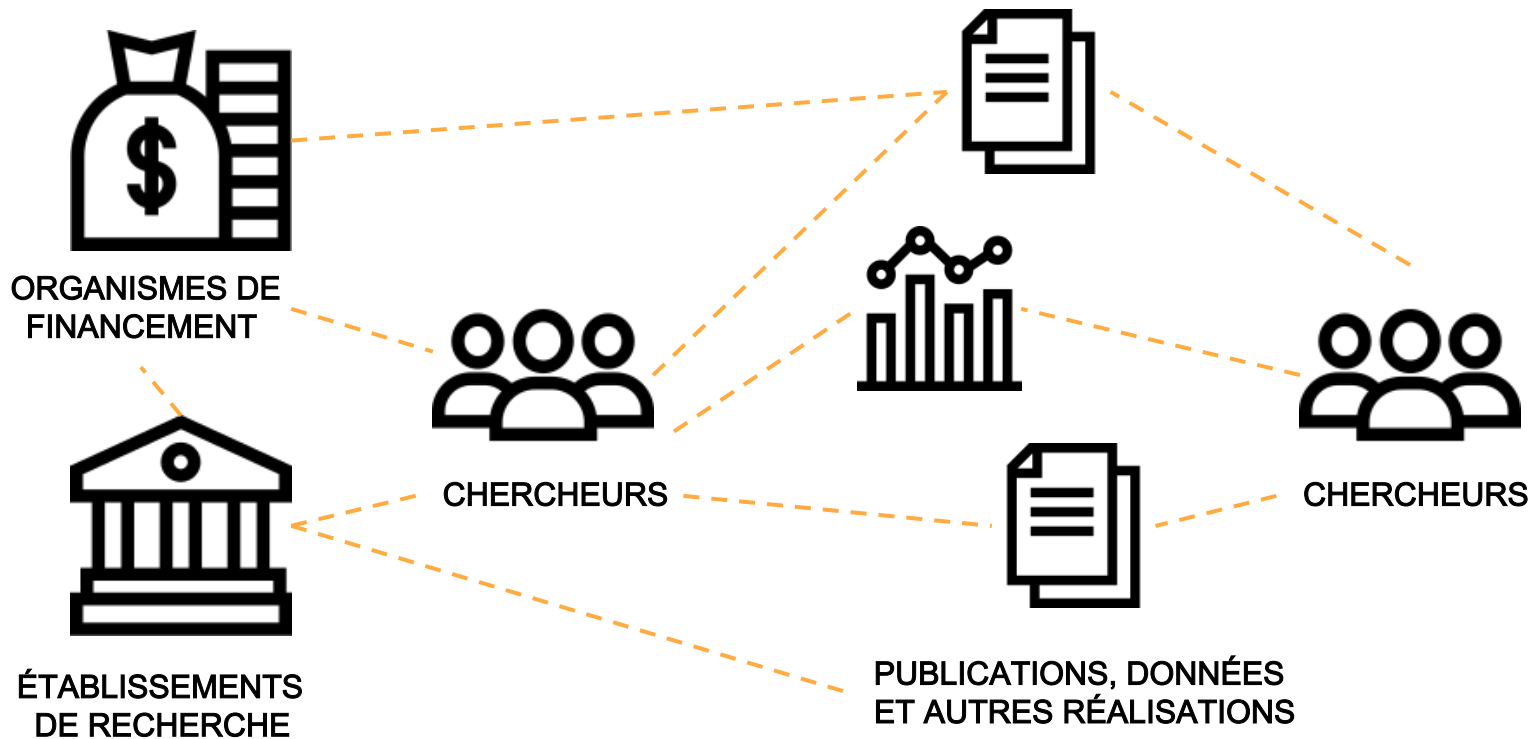 $
ORGANISMES DE
FINANCEMENT
CHERCHEURS
CHERCHEURS
ÉTABLISSEMENTS
DE RECHERCHE
PUBLICATIONS, DONNÉES
ET AUTRES RÉALISATIONS